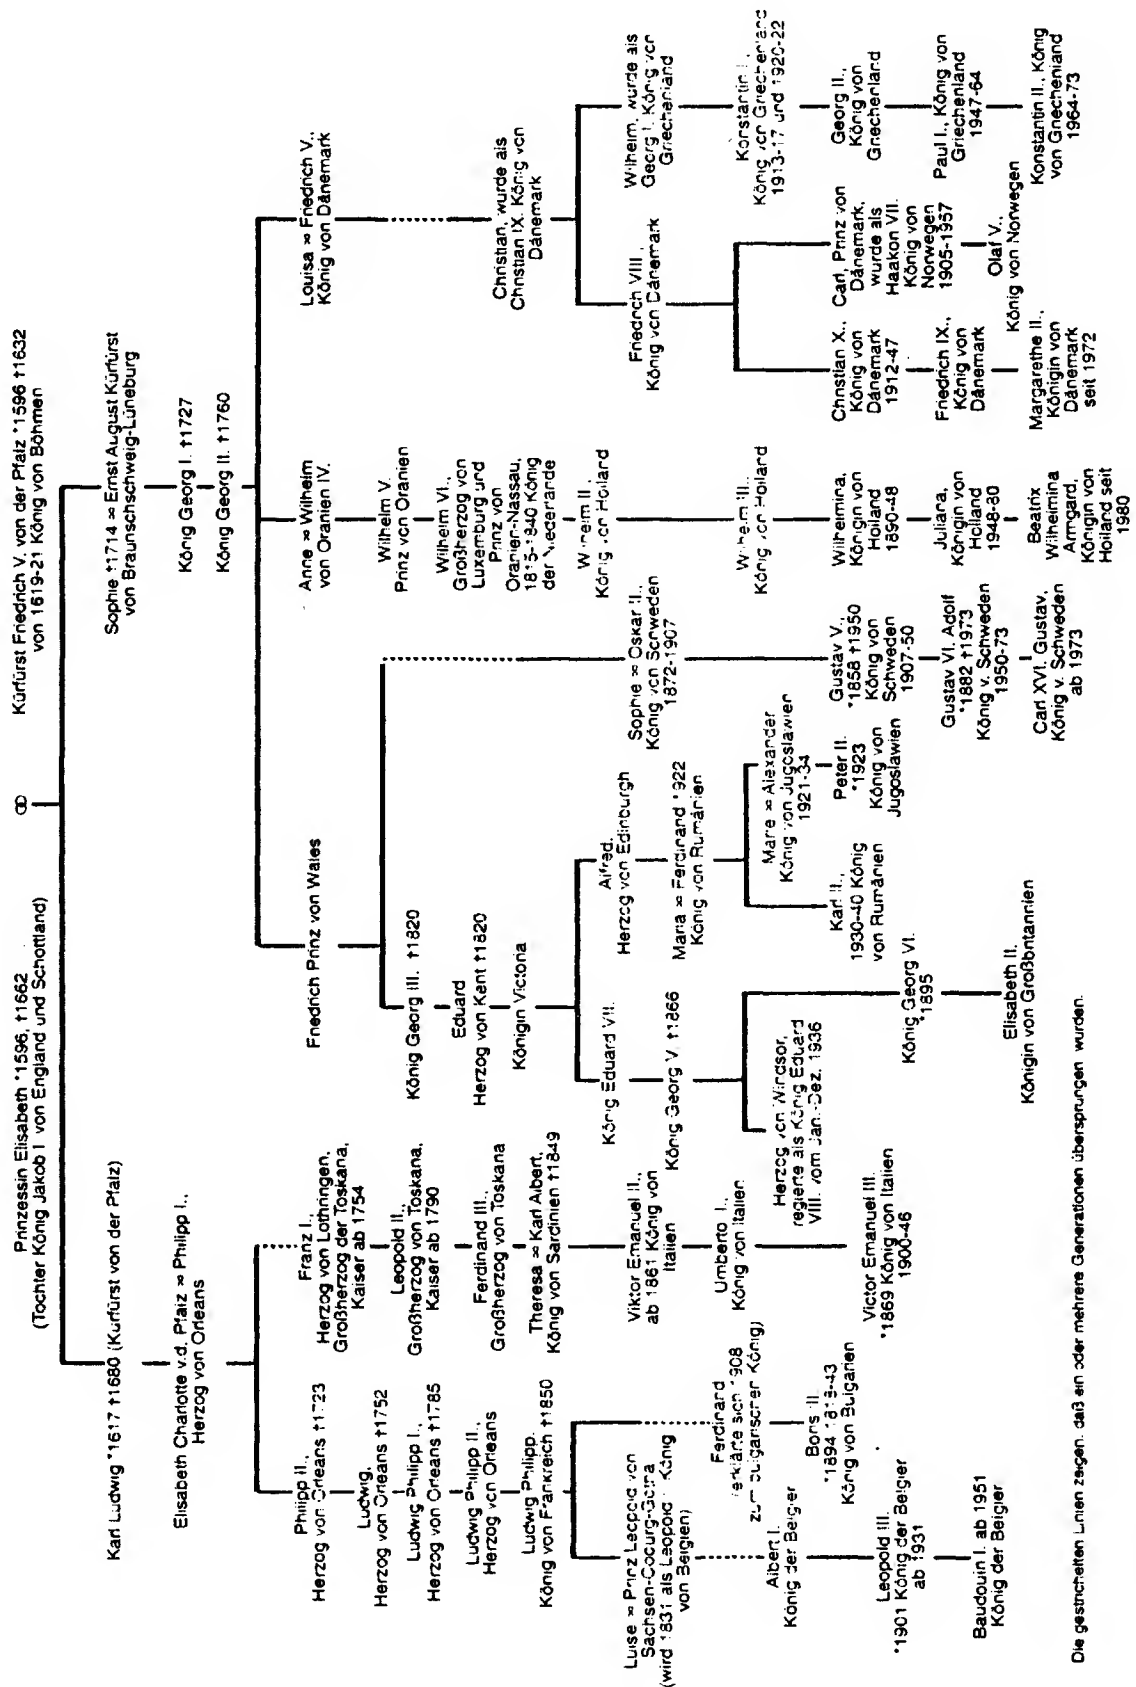 Prinzessin Elisabeth *1596, †1662
(Tochter König Jakob I von England und Schottland)
Kurfürst Friedrich V. von der Pfalz *1596 †1632
von 1619-21 König von Böhmen
Karl Ludwig *1617 †1680 (Kurfürst von der Pfalz)
Elisabeth Charlotte v.d. Pfalz ∞ Philipp I.,
Herzog von Orleans
Philipp II.,
Herzog von Orleans †1723
Ludwig,
Herzog von Orleans †1752
Ludwig Philipp I.,
Herzog von Orleans †1785
Ludwig Philipp II.,
Herzog von Orleans
Ludwig Philipp,
König von Frankreich †1850
Luise ∞ Prinz Leopold von
Sachsen-Coburg-Gotha
(wird 1831 als Leopold I. König
von Belgien)
Albert I.
König der Belgier
Leopold III.
*1901 König der Belgier
ab 1931
Baudouin I. ab 1951
König der Belgier
Ferdinand
erklärte sich 1908
zum bulgarischen König)
Boris II.
*1894 1818-43
König von Bulgarien
Franz I.,
Herzog von Lothringen,
Großherzog der Toskana,
Kaiser ab 1754
Leopold II.,
Großherzog von Toskana,
Kaiser ab 1790
Ferdinand III.,
Großherzog von Toskana
Theresa ∞ Karl Albert,
König von Sardinien †1849
Viktor Emanuel II.,
ab 1861 König von
Italien
Umberto I.,
König von Italien
Victor Emanuel III.
*1869 König von Italien
1900-46
Sophie †1714 ∞ Ernst August Kurfürst
von Braunschweig-Lüneburg
König Georg I. †1727
König Georg II. †1760
Friedrich Prinz von Wales
König Georg III. †1820
Eduard
Herzog von Kent †1820
Königin Victoria
König Eduard VII.
König Georg V. †1866
Herzog von Windsor,
regierte als König Eduard
VIII. vom Jan.-Dez. 1936
König Georg VI.
*1895
Elisabeth II.
Königin von Großbritannien
Alfred,
Herzog von Edinburgh
Maria ∞ Ferdinand 1922
König von Rumänien
Karl II.,
1930-40 König
von Rumänien
Marie ∞ Alexander
König von Jugoslawien
1921-34
Peter II.
*1923
König von
Jugoslawien
Sophie ∞ Oskar II.,
König von Schweden
1872-1907
Gustav V.,
*1858 †1950
König von
Schweden
1907-50
Gustav VI. Adolf
*1882 †1973
König v. Schweden
1950-73
Carl XVI. Gustav,
König v. Schweden
ab 1973
Anne ∞ Wilhelm
von Oranien IV.
Wilhelm V.
Prinz von Oranien
Wilhelm VI.,
Großherzog von
Luxemburg und
Prinz von
Oranien-Nassau,
1815-1840 König
der Niederlande
Wilhelm II.,
König von Holland
Wilhelm III.,
König von Holland
Wilhelmina,
Königin von
Holland
1890-48
Juliana,
Königin von
Holland
1948-80
Beatrix
Wilhelmina
Armgard,
Königin von
Holland seit
1980
Louisa ∞ Friedrich V.,
König von Dänemark
Christian, wurde als
Christian IX. König von
Dänemark
Friedrich VIII.,
König von Dänemark
Christian X.,
König von
Dänemark
1912-47
Friedrich IX.,
König von
Dänemark
Margarethe II.,
Königin von
Dänemark
seit 1972
Carl, Prinz von
Dänemark,
wurde als
Haakon VII.
König von
Norwegen
1905-1957
Olaf V.,
König von Norwegen
Wilhelm, wurde als
Georg I. König von
Griechenland
Konstantin I.,
König von Griechenland
1913-17 und 1920-22
Georg II.,
König von
Griechenland
Paul I., König von
Griechenland
1947-64
Konstantin II., König
von Griechenland
1964-73
Die gestrichelten Linien zeigen, daß ein oder mehrere Generationen übersprungen wurden.